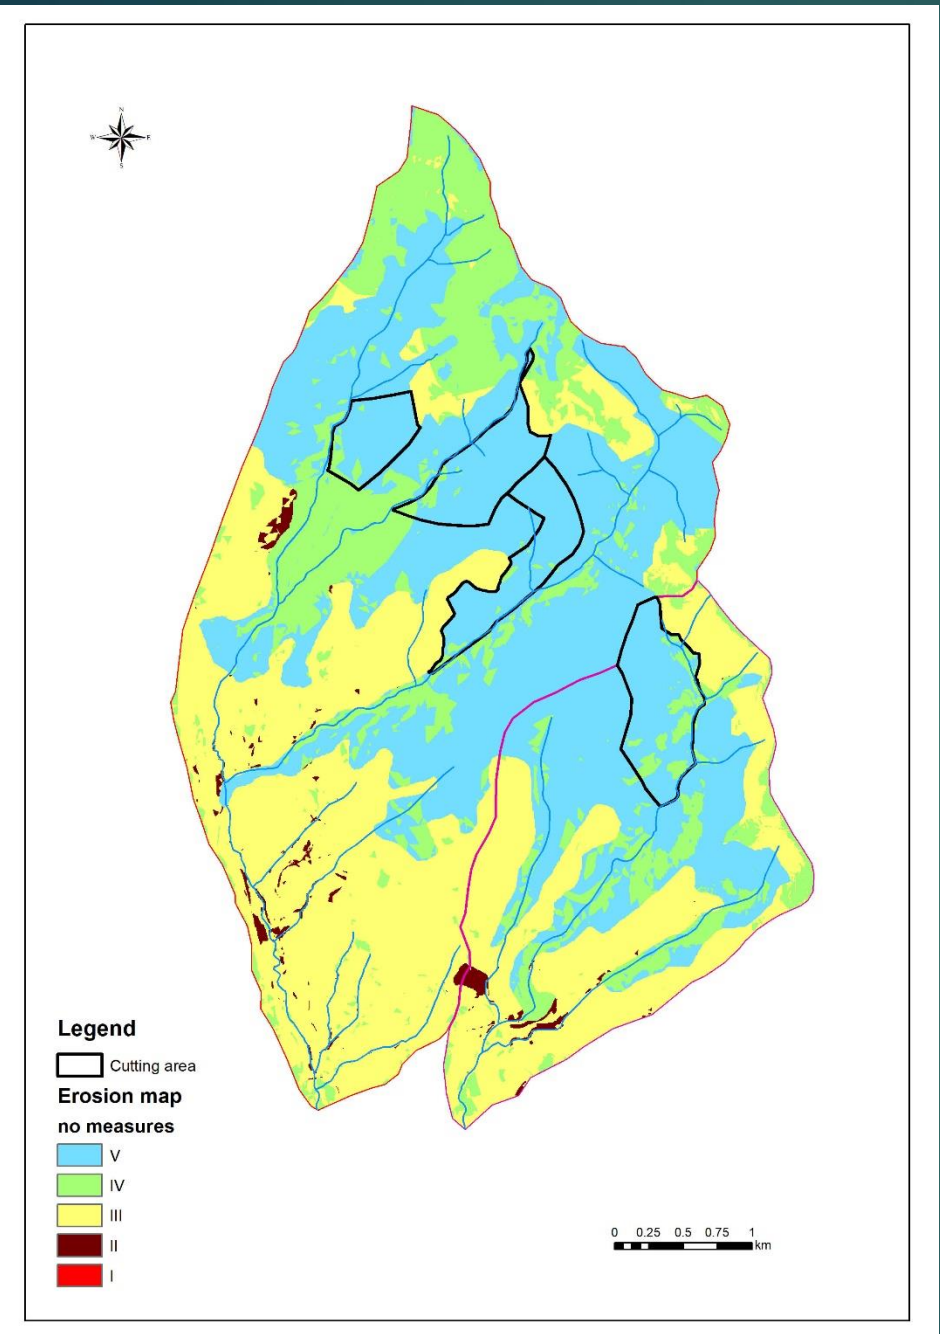 N
W E
S
Legend
Cutting area
Erosion map
no measures
V
IV
III
II
I
0 0.25 0.5 0.75 1
km